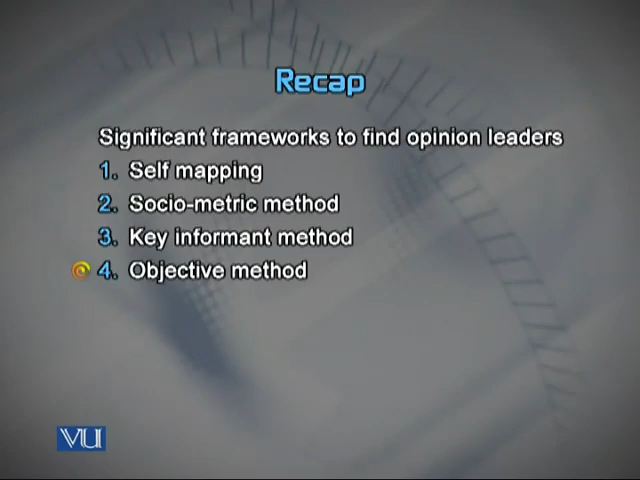 Recap
Significant frameworks to find opinion leaders
1. Self mapping
2. Socio-metric method
3. Key informant method
4. Objective method
VU